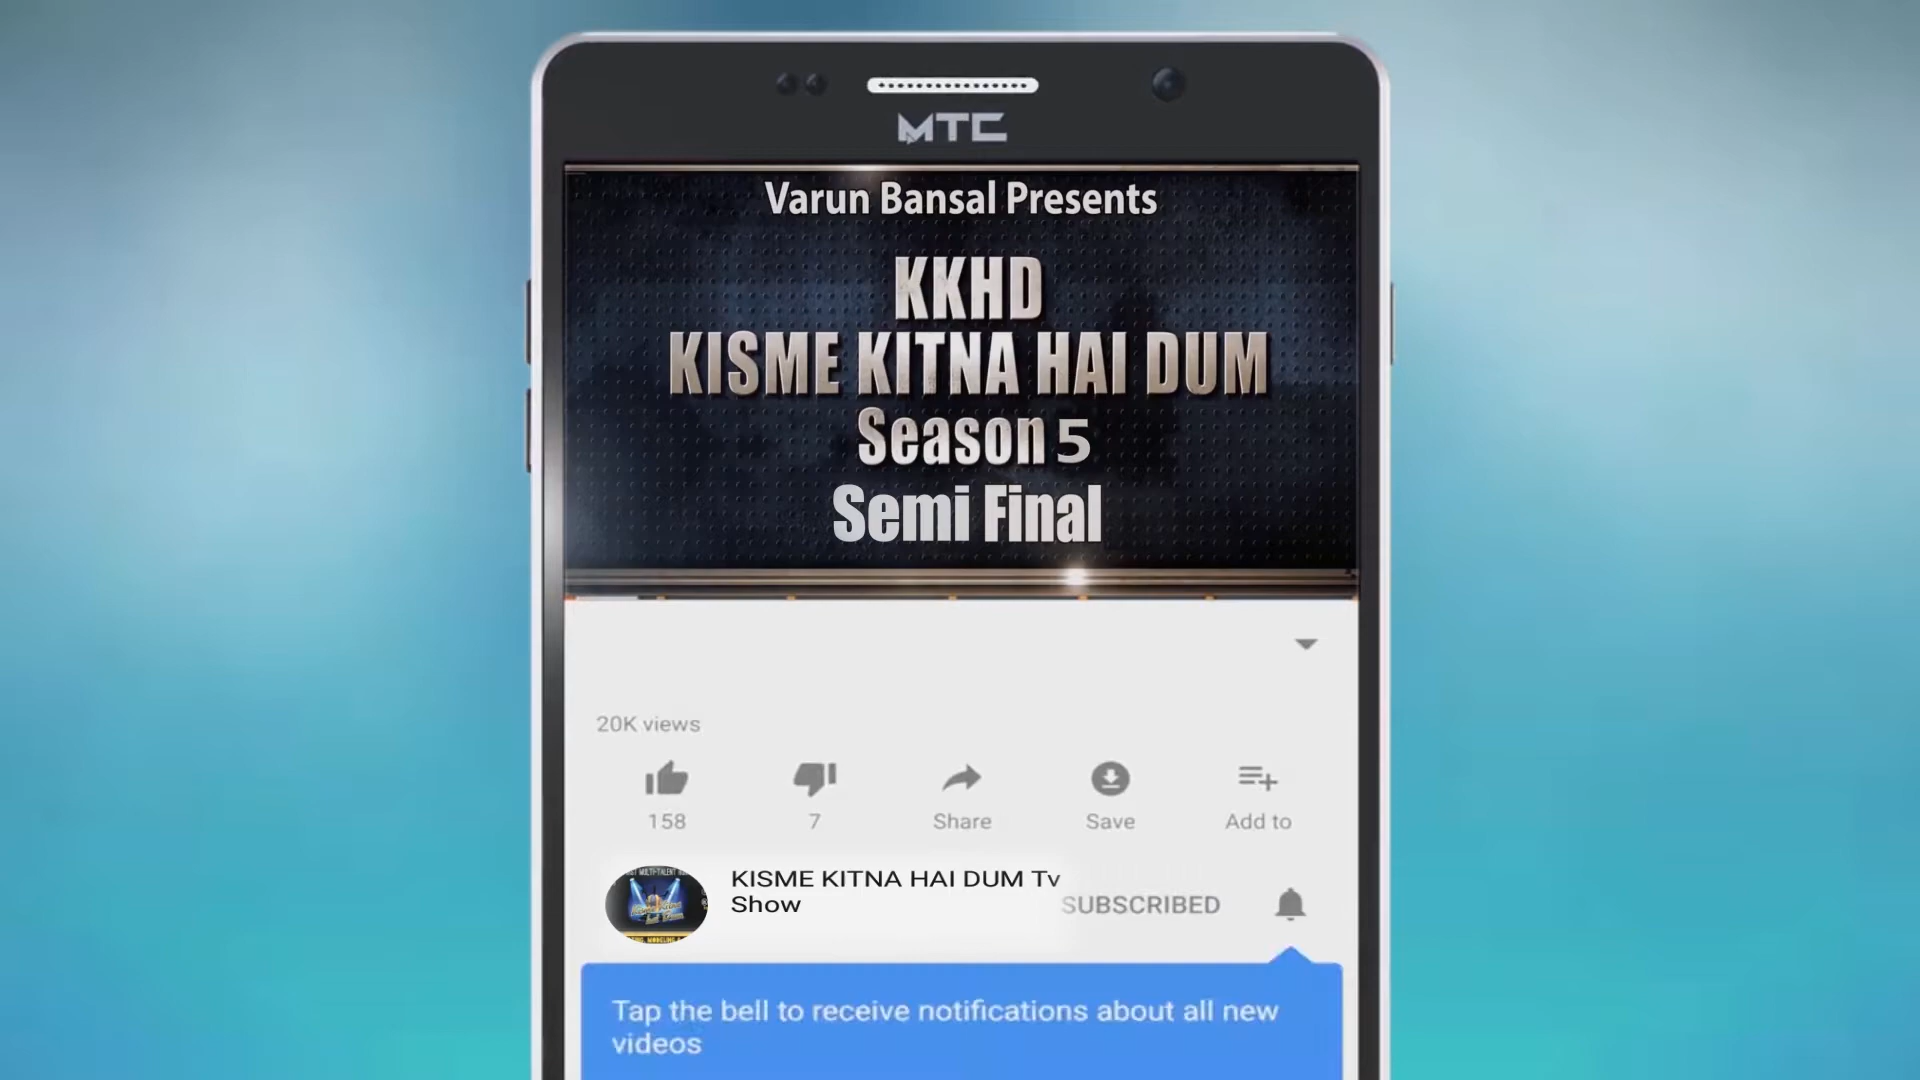 MTC
Varun Bansal Presents
KKHD
KISME KITNA HAI DUM
Season 5
Semi Final
20K views
158
7
Share
Save
Add to
KISME KITNA HAI DUM Tv
Show
SUBSCRIBED
Tap the bell to receive notifications about all new
videos